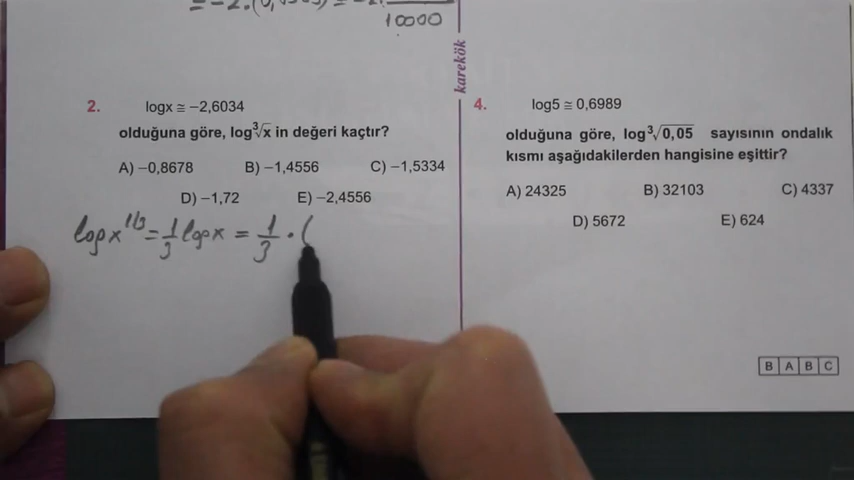 = -2.(0,
10000
karekök
2. logx ≅ −2,6034
olduğuna göre, log∛x in değeri kaçtır?
A) −0,8678 B) −1,4556 C) −1,5334
D) −1,72 E) −2,4556
logx^1/3 = 1/3 logx = 1/3 · (
4. log5 ≅ 0,6989
olduğuna göre, log∛0,05 sayısının ondalık
kısmı aşağıdakilerden hangisine eşittir?
A) 24325 B) 32103 C) 4337
D) 5672 E) 624
B A B C